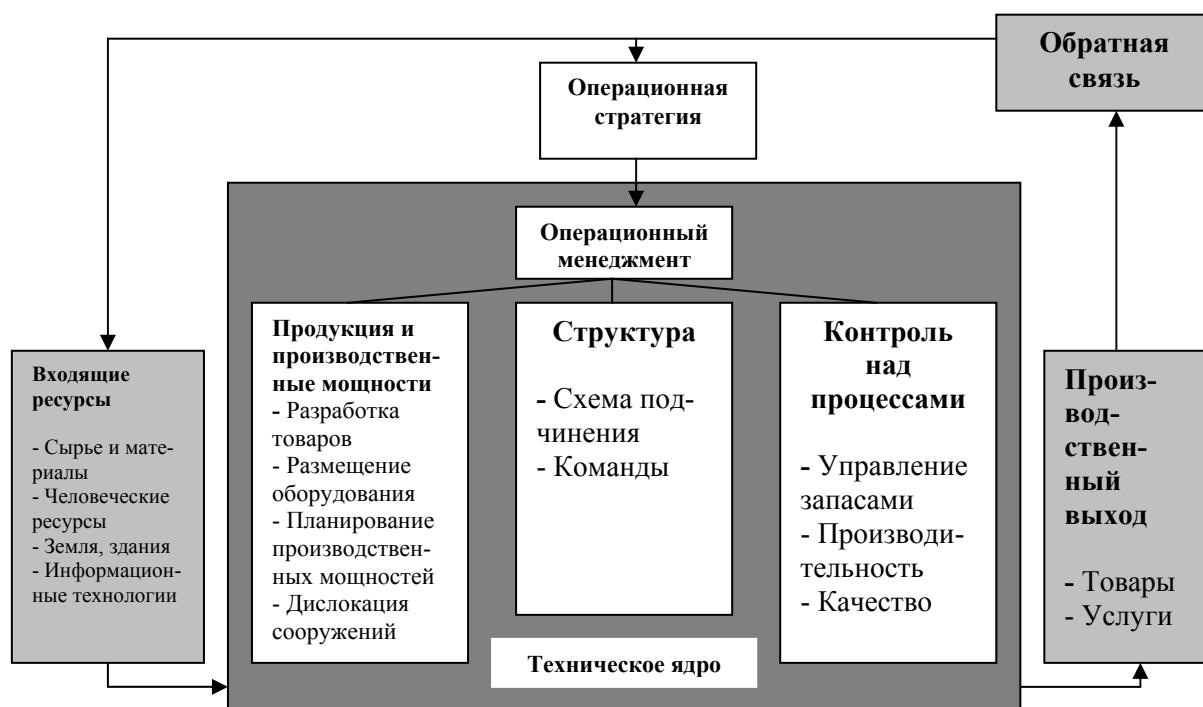 Обратная
связь
Операционная
стратегия
Операционный
менеджмент
Входящие
ресурсы
- Сырье и мате-
риалы
- Человеческие
ресурсы
- Земля, здания
- Информацион-
ные технологии
Продукция и
производствен-
ные мощности
- Разработка
товаров
- Размещение
оборудования
- Планирование
производствен-
ных мощностей
- Дислокация
сооружений
Структура
- Схема под-
чинения
- Команды
Контроль
над
процессами
- Управление
запасами
- Производи-
тельность
- Качество
Произ-
вод-
ствен-
ный
выход
- Товары
- Услуги
Техническое ядро